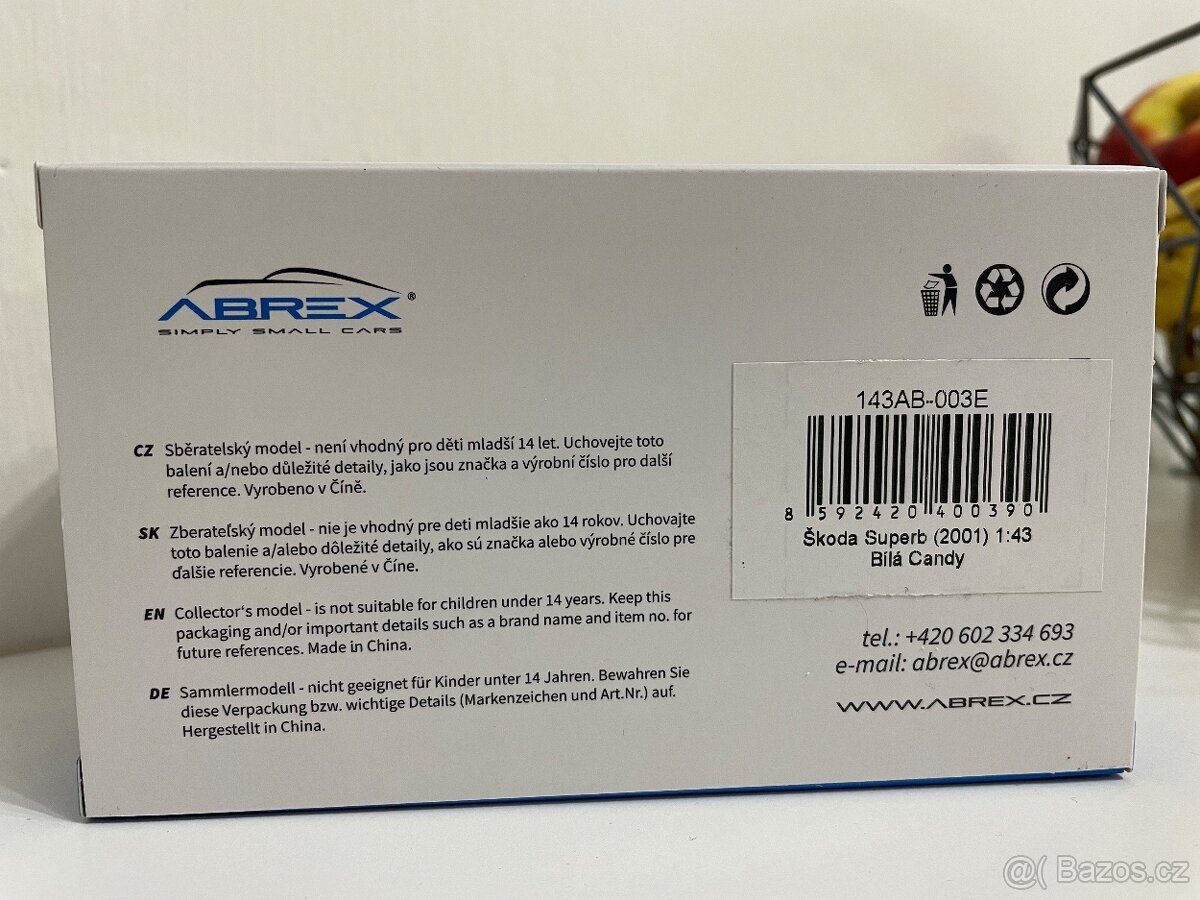 ABREX®
SIMPLY SMALL CARS
CZ Sběratelský model - není vhodný pro děti mladší 14 let. Uchovejte toto
balení a/nebo důležité detaily, jako jsou značka a výrobní číslo pro další
reference. Vyrobeno v Číně.
SK Zberateľský model - nie je vhodný pre deti mladšie ako 14 rokov. Uchovajte
toto balenie a/alebo dôležité detaily, ako sú značka alebo výrobné číslo pre
ďalšie referencie. Vyrobené v Číne.
EN Collector's model - is not suitable for children under 14 years. Keep this
packaging and/or important details such as a brand name and item no. for
future references. Made in China.
DE Sammlermodell - nicht geeignet für Kinder unter 14 Jahren. Bewahren Sie
diese Verpackung bzw. wichtige Details (Markenzeichen und Art.Nr.) auf.
Hergestellt in China.
143AB-003E
8 592420 400390
Škoda Superb (2001) 1:43
Bílá Candy
tel.: +420 602 334 693
e-mail: abrex@abrex.cz
WWW.ABREX.CZ
@( Bazos.cz